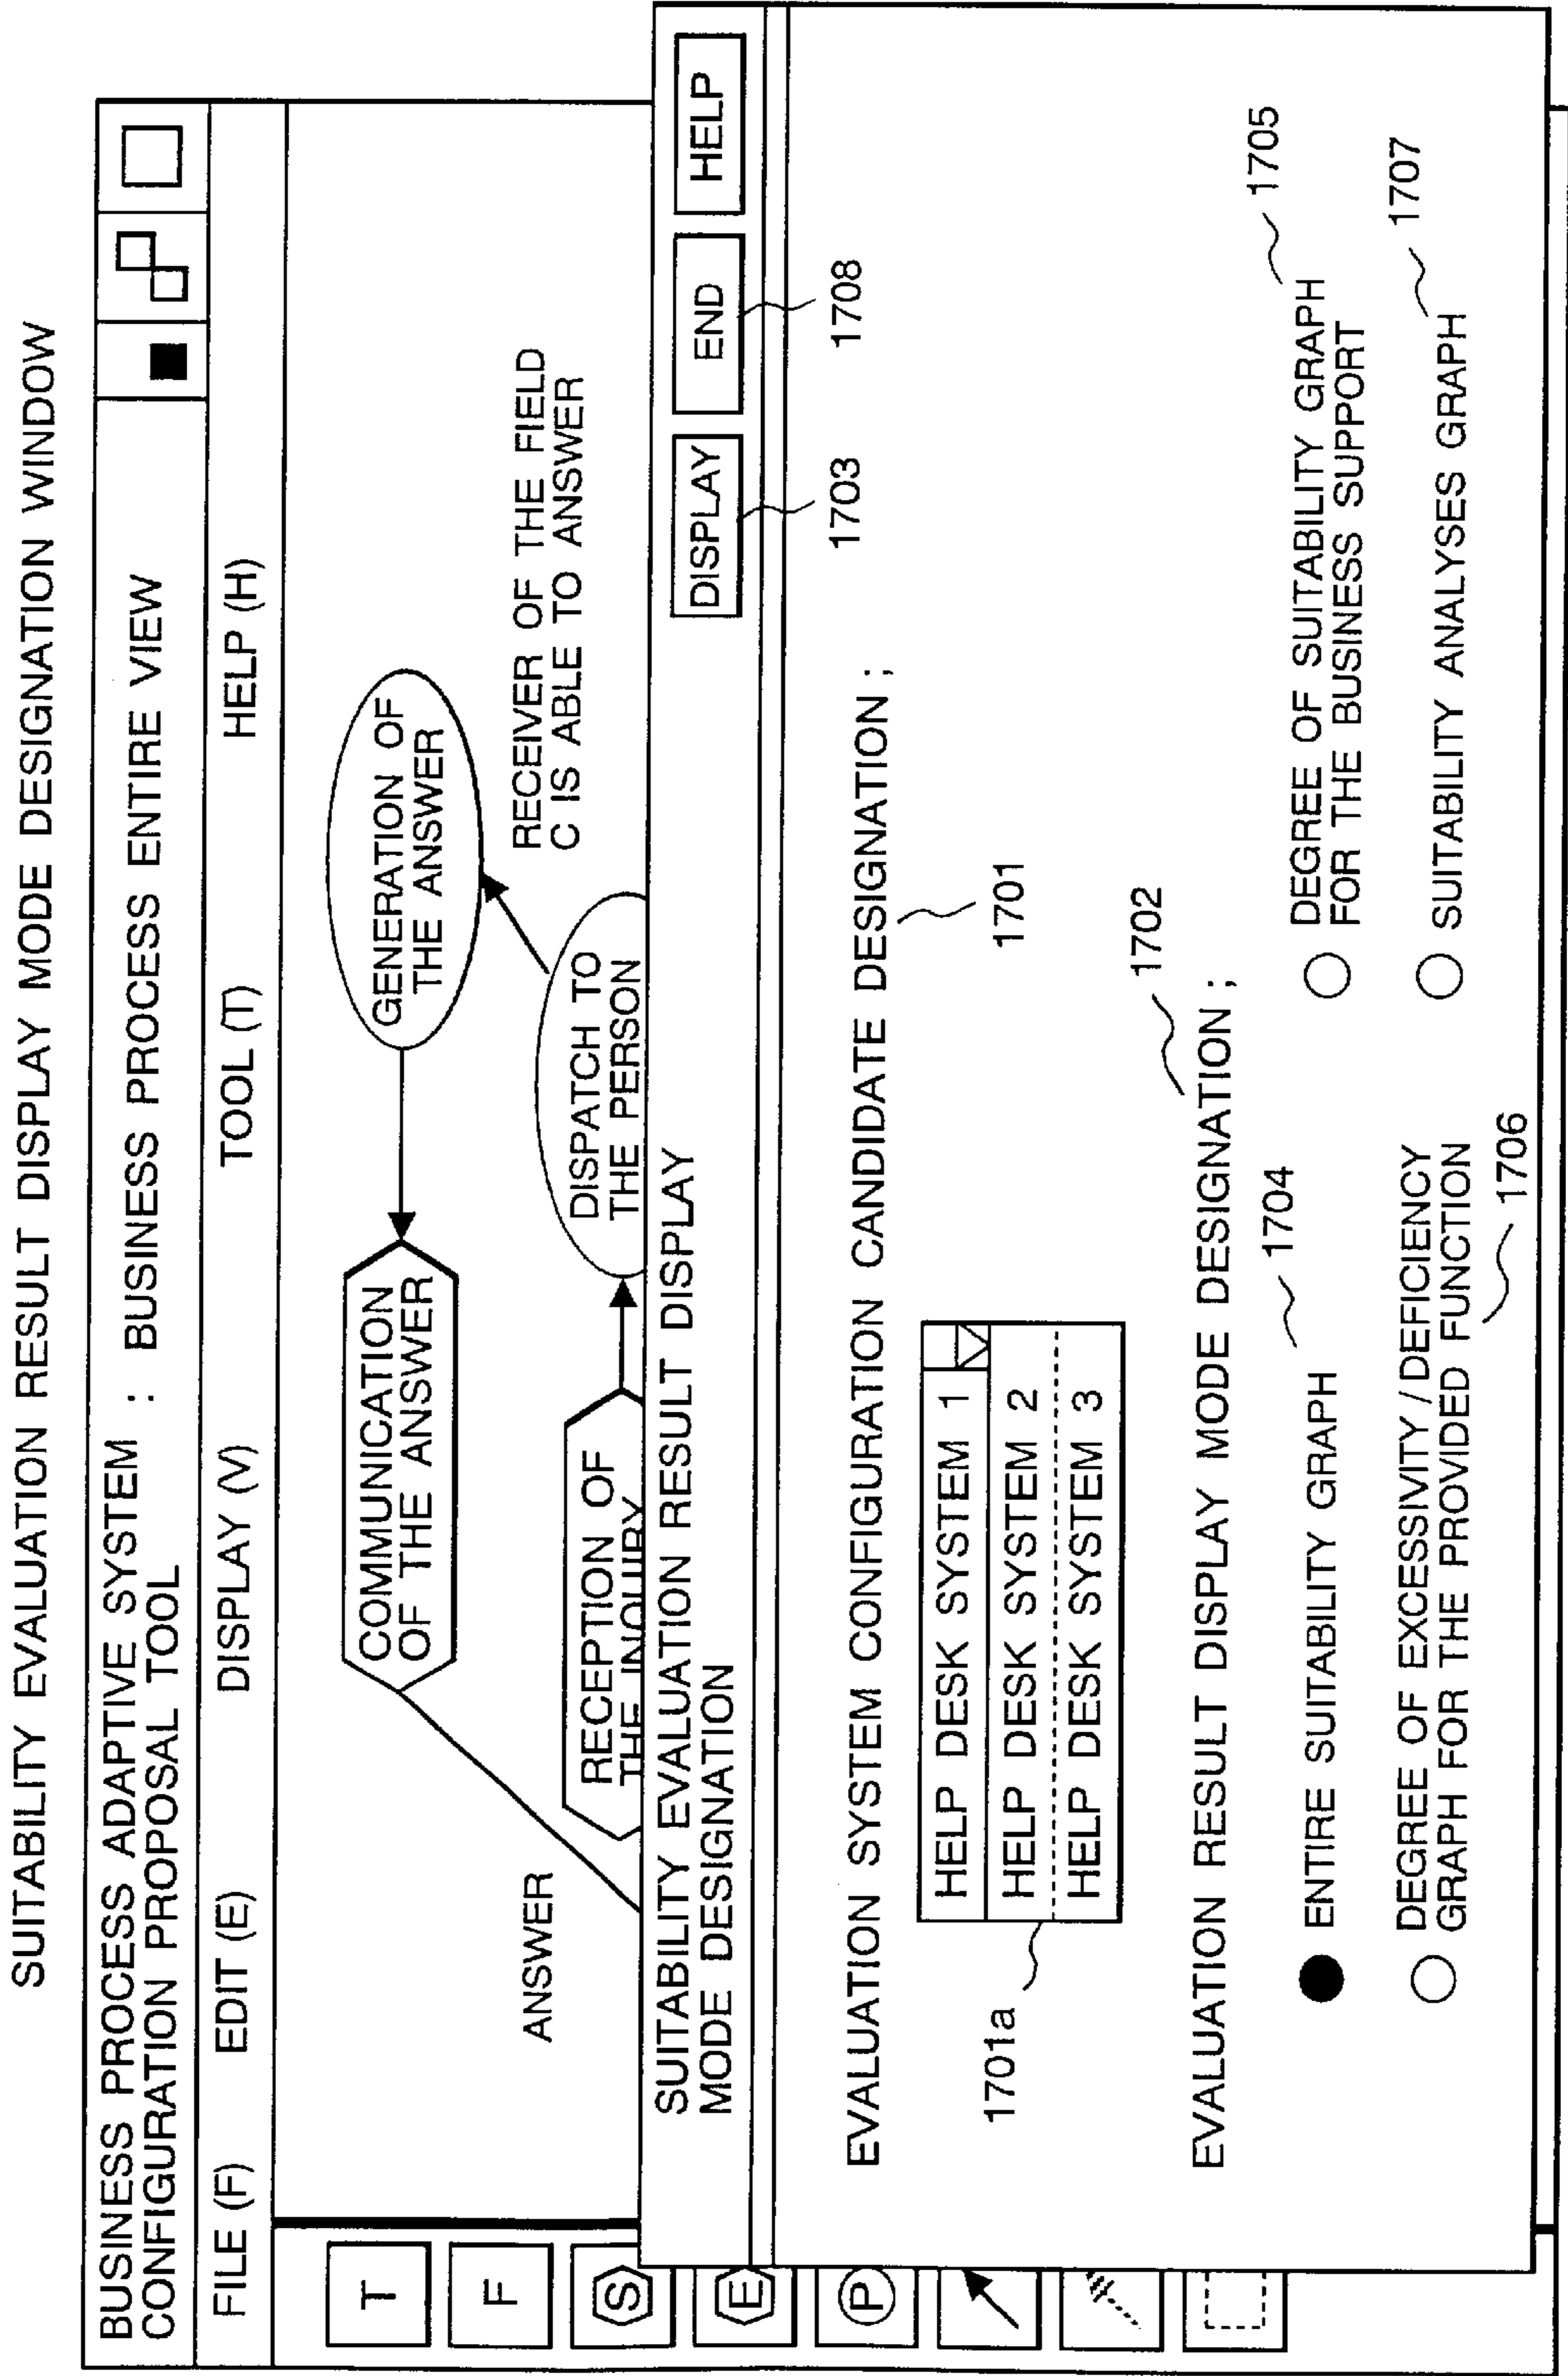 SUITABILITY EVALUATION RESULT DISPLAY MODE DESIGNATION WINDOW
BUSINESS PROCESS ADAPTIVE SYSTEM : BUSINESS PROCESS ENTIRE VIEW
CONFIGURATION PROPOSAL TOOL
FILE (F) EDIT (E) DISPLAY (V) TOOL (T) HELP (H)
T
F
S
E
P
COMMUNICATION
OF THE ANSWER
GENERATION OF
THE ANSWER
ANSWER
RECEPTION OF
THE INQUIRY
DISPATCH TO
THE PERSON
RECEIVER OF THE FIELD
C IS ABLE TO ANSWER
SUITABILITY EVALUATION RESULT DISPLAY
MODE DESIGNATION
DISPLAY
END
HELP
1703
1708
EVALUATION SYSTEM CONFIGURATION CANDIDATE DESIGNATION ;
1701
HELP DESK SYSTEM 1
HELP DESK SYSTEM 2
HELP DESK SYSTEM 3
1701a
EVALUATION RESULT DISPLAY MODE DESIGNATION ;
1702
ENTIRE SUITABILITY GRAPH
1704
DEGREE OF SUITABILITY GRAPH
FOR THE BUSINESS SUPPORT
1705
DEGREE OF EXCESSIVITY / DEFICIENCY
GRAPH FOR THE PROVIDED FUNCTION
1706
SUITABILITY ANALYSES GRAPH
1707